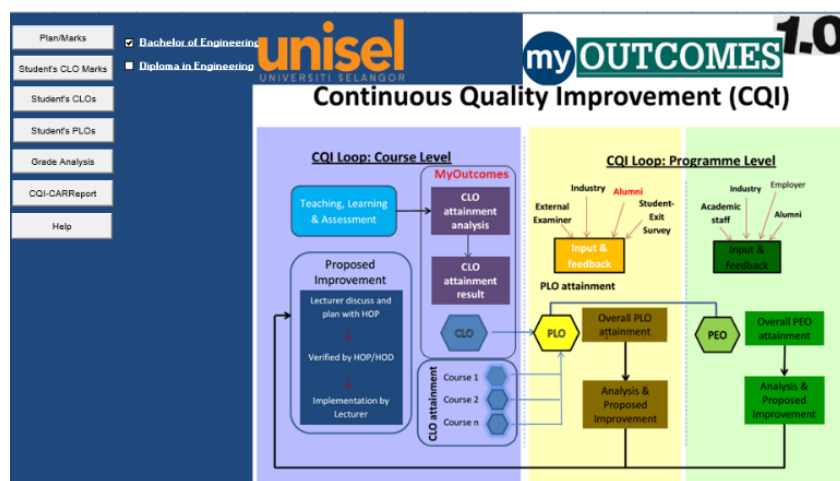 Plan/Marks
Student's CLO Marks
Student's CLOs
Student's PLOs
Grade Analysis
CQI-CARReport
Help
Bachelor of Engineering
Diploma in Engineering
unisel
UNIVERSITI SELANGOR
my OUTCOMES 1.0
Continuous Quality Improvement (CQI)
CQI Loop: Course Level
MyOutcomes
Teaching, Learning
& Assessment
CLO
attainment
analysis
CLO
attainment
result
CLO
Proposed
Improvement
Lecturer discuss and
plan with HOP
Verified by HOP/HOD
Implementation by
Lecturer
CLO attainment
Course 1
Course 2
Course n
CQI Loop: Programme Level
External
Examiner
Industry
Alumni
Student-
Exit
Survey
Input &
feedback
PLO attainment
PLO
Overall PLO
attainment
Analysis &
Proposed
Improvement
Academic
staff
Industry
Employer
Alumni
Input &
feedback
PEO
Overall PEO
attainment
Analysis &
Proposed
Improvement